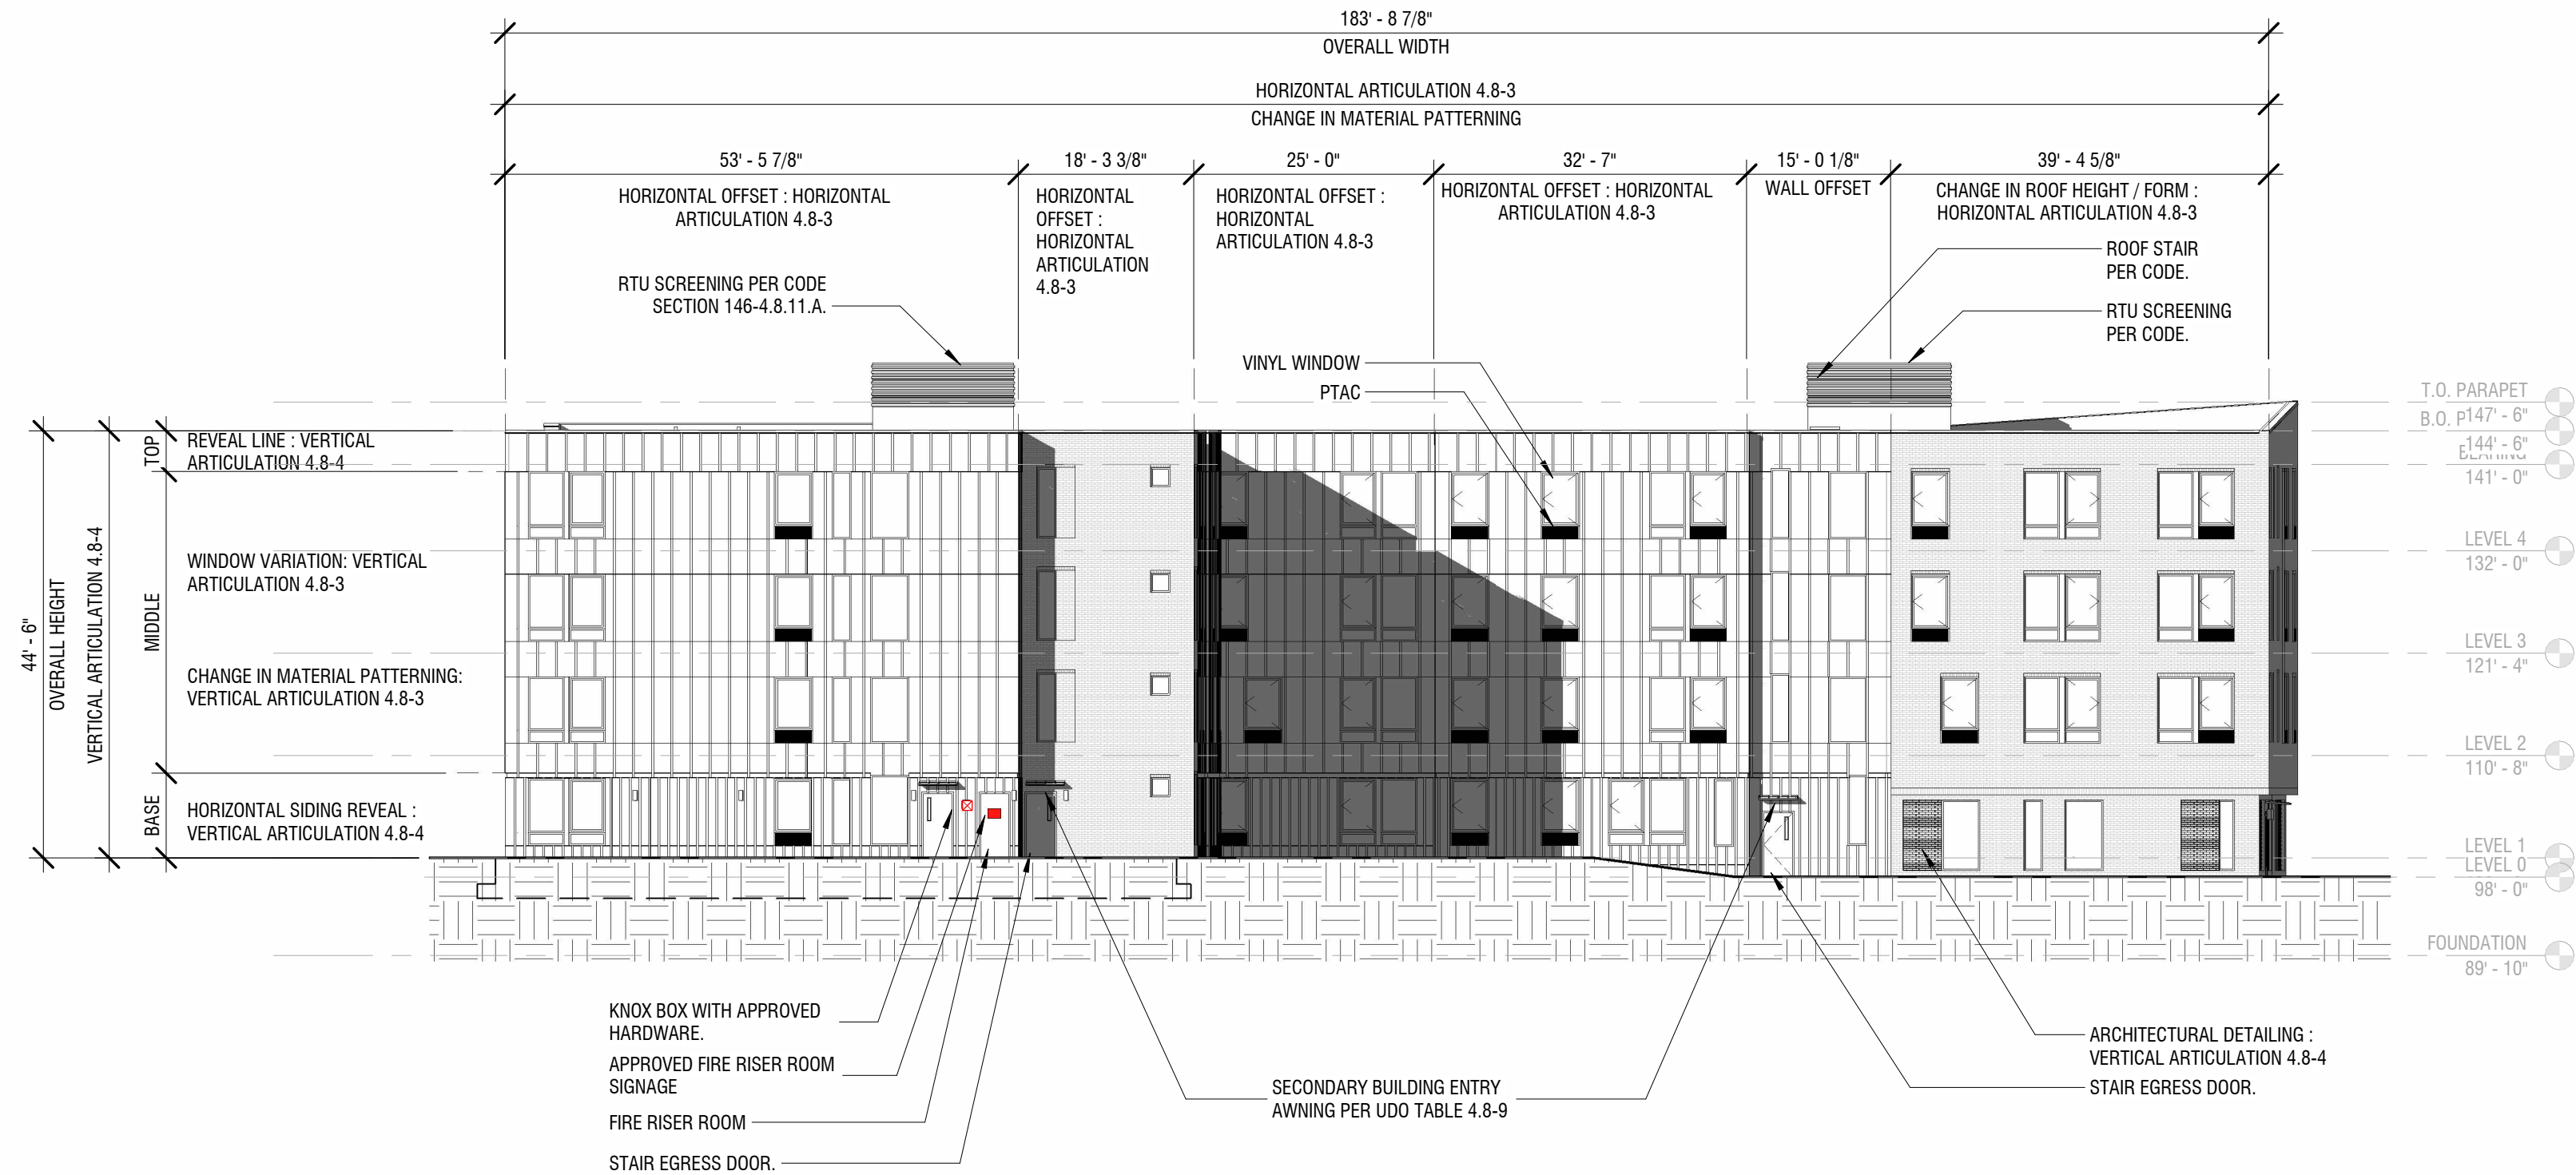 183' - 8 7/8"
OVERALL WIDTH
HORIZONTAL ARTICULATION 4.8-3
CHANGE IN MATERIAL PATTERNING
53' - 5 7/8"
18' - 3 3/8"
25' - 0"
32' - 7"
15' - 0 1/8"
39' - 4 5/8"
HORIZONTAL OFFSET : HORIZONTAL
ARTICULATION 4.8-3
HORIZONTAL
OFFSET :
HORIZONTAL
ARTICULATION
4.8-3
HORIZONTAL OFFSET :
HORIZONTAL
ARTICULATION 4.8-3
HORIZONTAL OFFSET : HORIZONTAL
ARTICULATION 4.8-3
WALL OFFSET
CHANGE IN ROOF HEIGHT / FORM :
HORIZONTAL ARTICULATION 4.8-3
RTU SCREENING PER CODE
SECTION 146-4.8.11.A.
ROOF STAIR
PER CODE.
RTU SCREENING
PER CODE.
VINYL WINDOW
PTAC
44' - 6"
OVERALL HEIGHT
VERTICAL ARTICULATION 4.8-4
TOP
MIDDLE
BASE
REVEAL LINE : VERTICAL
ARTICULATION 4.8-4
WINDOW VARIATION: VERTICAL
ARTICULATION 4.8-3
CHANGE IN MATERIAL PATTERNING:
VERTICAL ARTICULATION 4.8-3
HORIZONTAL SIDING REVEAL :
VERTICAL ARTICULATION 4.8-4
T.O. PARAPET
147' - 6"
B.O. P
144' - 6"
BEARING
141' - 0"
LEVEL 4
132' - 0"
LEVEL 3
121' - 4"
LEVEL 2
110' - 8"
LEVEL 1
LEVEL 0
98' - 0"
FOUNDATION
89' - 10"
KNOX BOX WITH APPROVED
HARDWARE.
APPROVED FIRE RISER ROOM
SIGNAGE
FIRE RISER ROOM
STAIR EGRESS DOOR.
SECONDARY BUILDING ENTRY
AWNING PER UDO TABLE 4.8-9
ARCHITECTURAL DETAILING :
VERTICAL ARTICULATION 4.8-4
STAIR EGRESS DOOR.